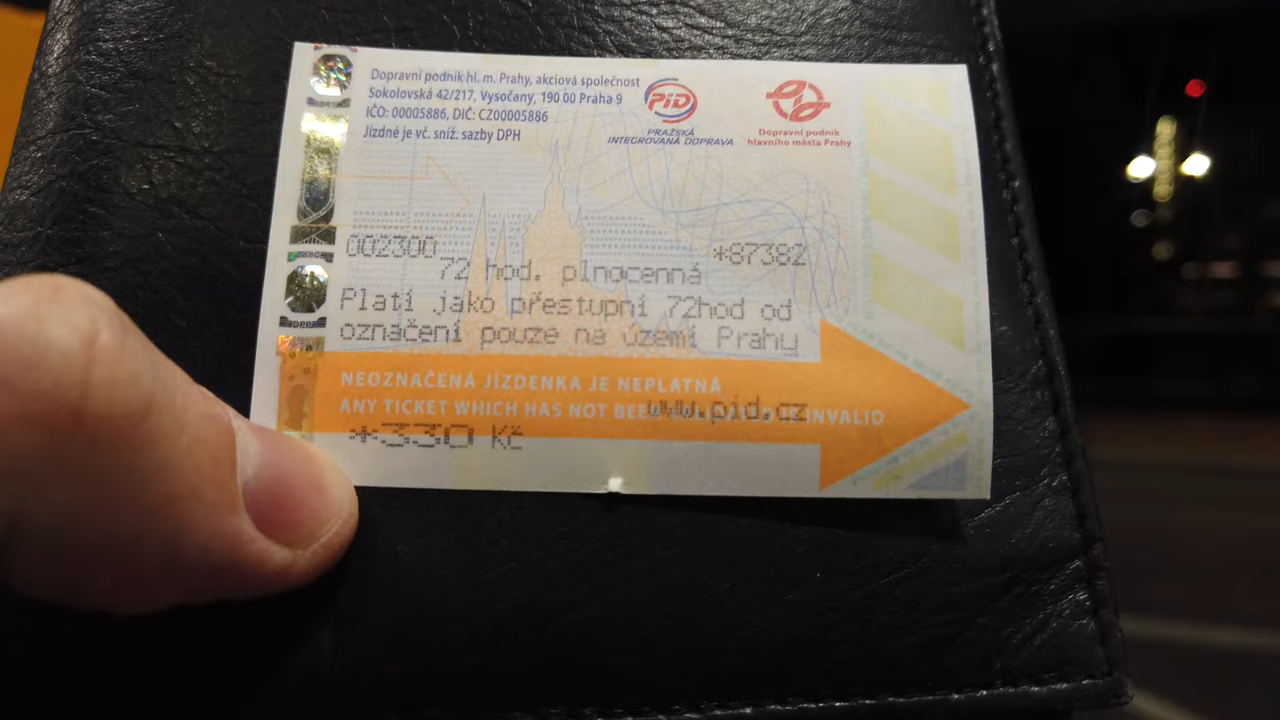 Dopravní podnik hl. m. Prahy, akciová společnost
Sokolovská 42/217, Vysočany, 190 00 Praha 9
IČO: 00005886, DIČ: CZ00005886
Jízdné je vč. sníž. sazby DPH
PiD
PRAŽSKÁ
INTEGROVANÁ DOPRAVA
Dopravní podnik
hlavního města Prahy
002300 *87382
72 hod. plnocenná
Platí jako přestupní 72hod od
označení pouze na území Prahy
NEOZNAČENÁ JÍZDENKA JE NEPLATNÁ
ANY TICKET WHICH HAS NOT BEEN VALIDATED IS INVALID
www.pid.cz
*330 Kč
DPP